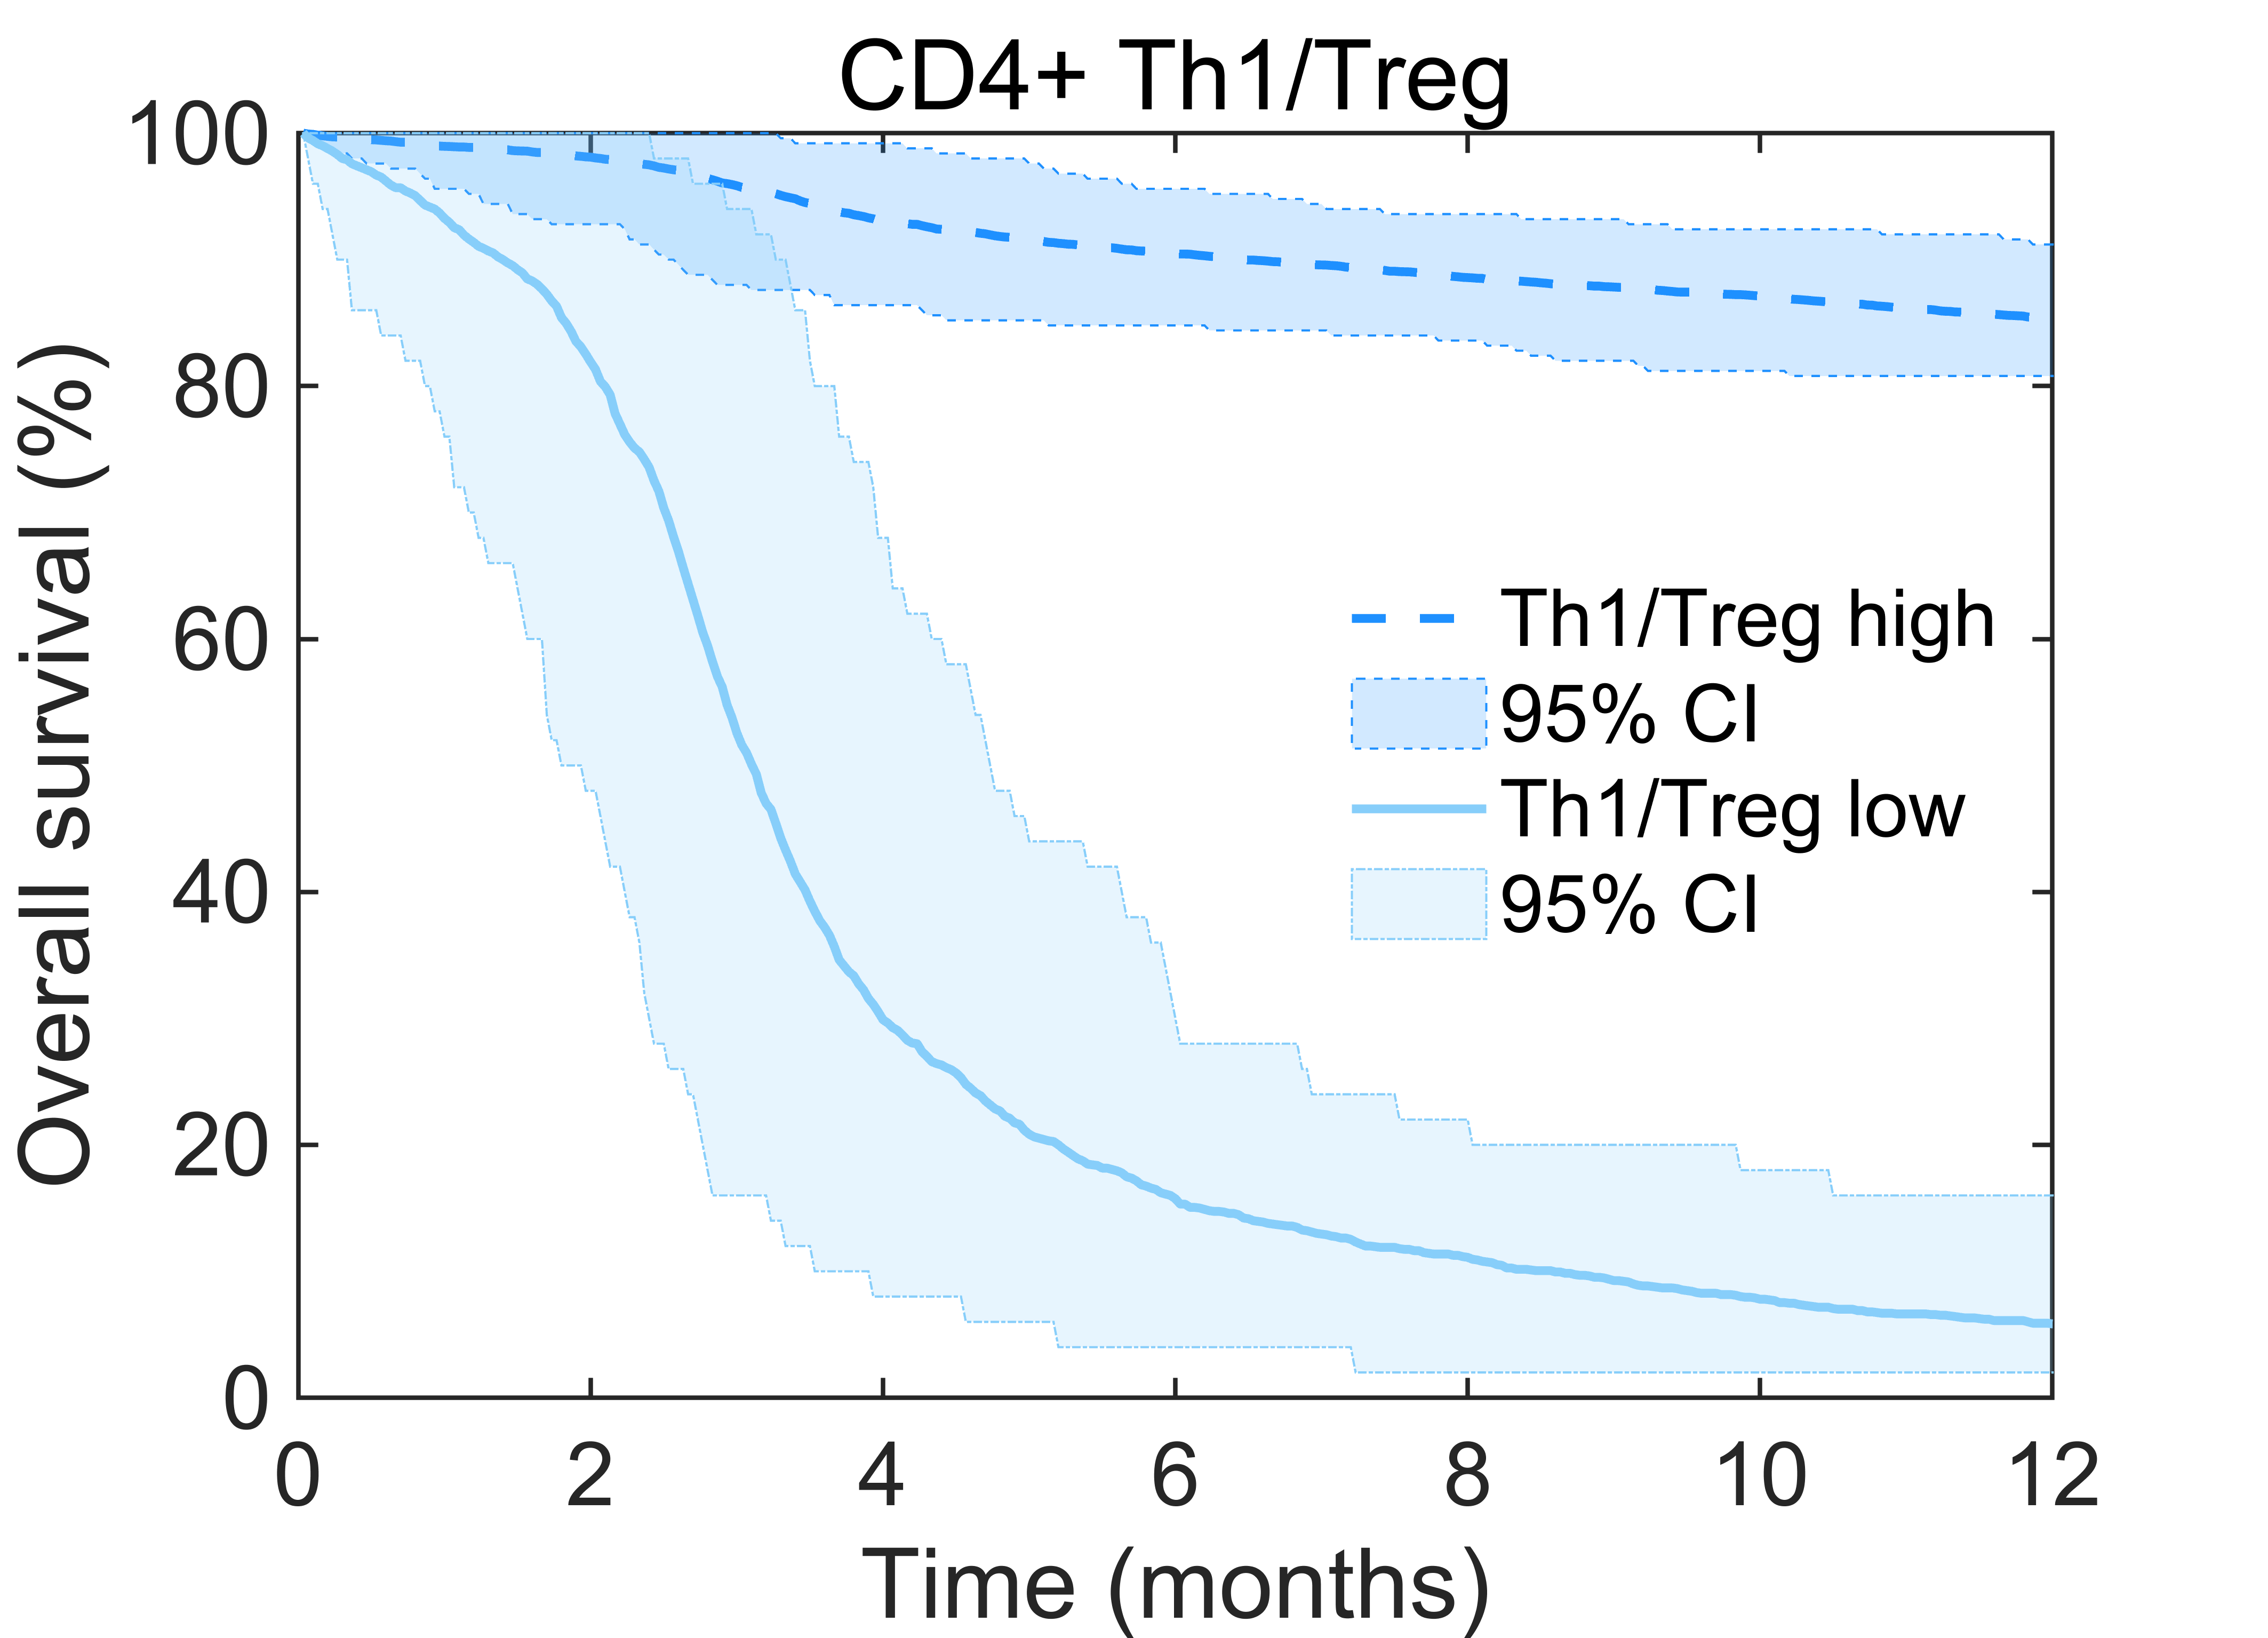 CD4+ Th1/Treg
100
80
60
40
20
0
Overall survival (%)
Th1/Treg high
95% CI
Th1/Treg low
95% CI
0 2 4 6 8 10 12
Time (months)